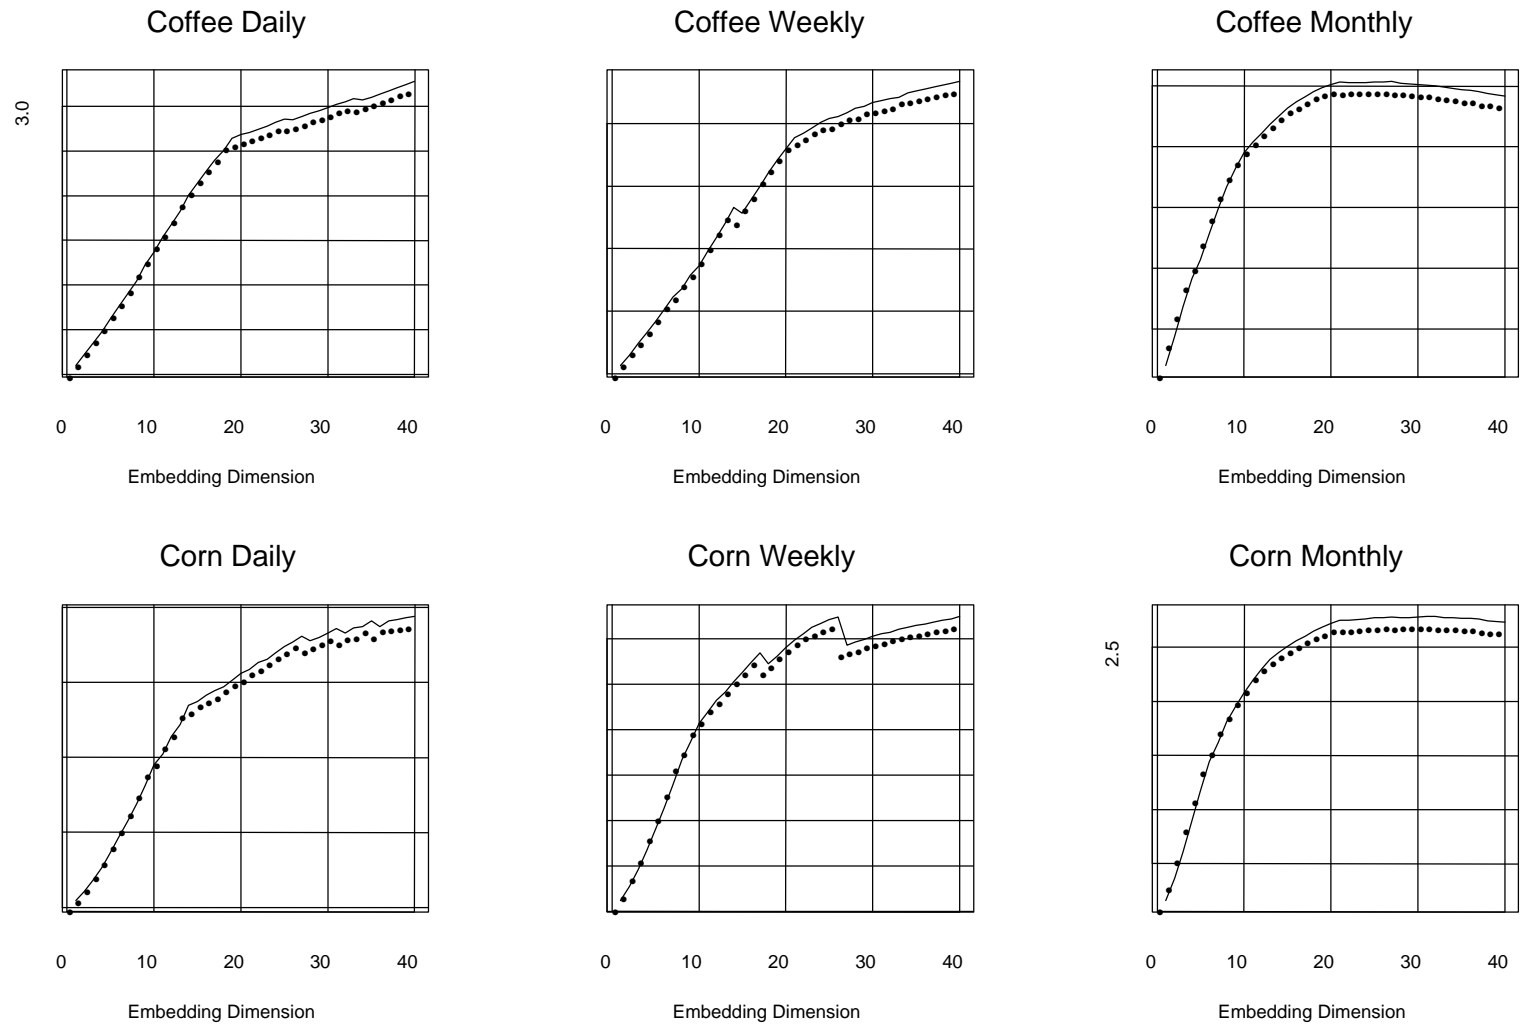 Coffee Daily
Coffee Weekly
Coffee Monthly
3.0
0 10 20 30 40
0 10 20 30 40
0 10 20 30 40
Embedding Dimension
Embedding Dimension
Embedding Dimension
Corn Daily
Corn Weekly
Corn Monthly
2.5
0 10 20 30 40
0 10 20 30 40
0 10 20 30 40
Embedding Dimension
Embedding Dimension
Embedding Dimension